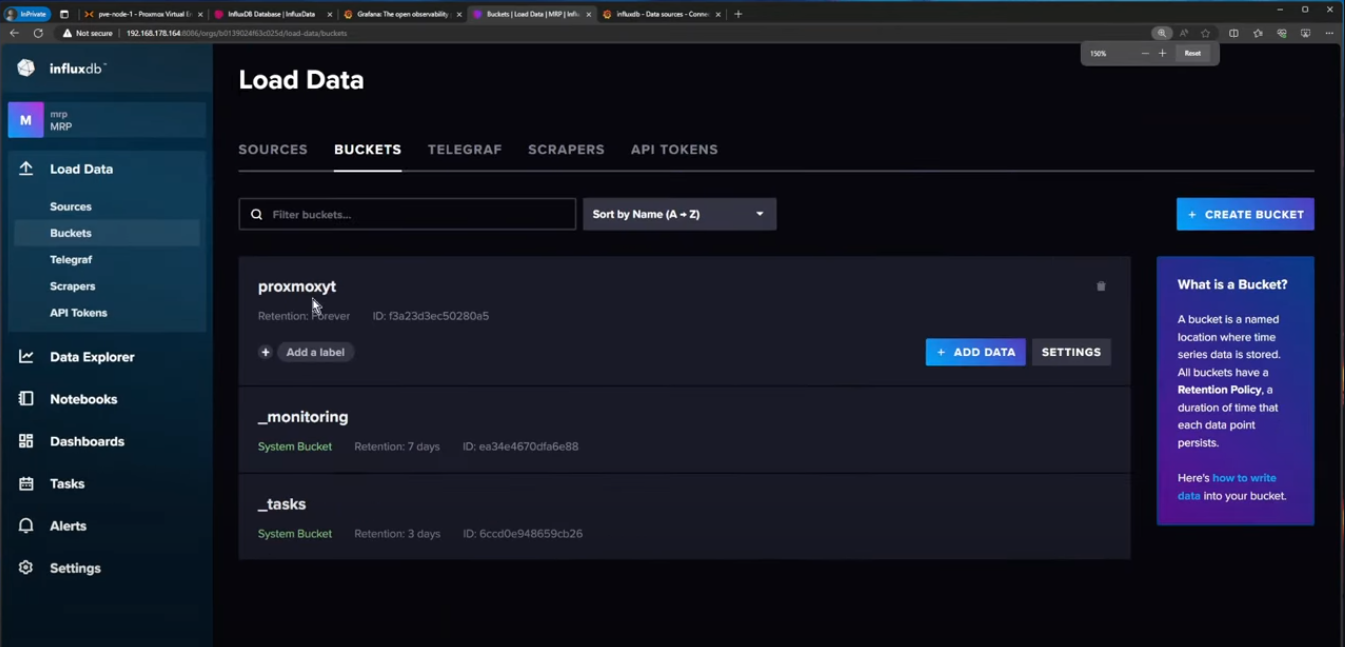 InPrivate
pve-node-1 - Proxmox Virtual En
InfluxDB Database | InfluxData
Grafana: The open observability
Buckets | Load Data | MRP | Infl
influxdb - Data sources - Conne
Not secure
192.168.178.164:8086/orgs/b0139024f63c025d/load-data/buckets
150%
Reset
influxdb™
M
mrp
MRP
Load Data
Sources
Buckets
Telegraf
Scrapers
API Tokens
Data Explorer
Notebooks
Dashboards
Tasks
Alerts
Settings
Load Data
SOURCES BUCKETS TELEGRAF SCRAPERS API TOKENS
Filter buckets...
Sort by Name (A → Z)
+ CREATE BUCKET
proxmoxyt
Retention: Forever ID: f3a23d3ec50280a5
+ Add a label
+ ADD DATA
SETTINGS
_monitoring
System Bucket Retention: 7 days ID: ea34e4670dfa6e88
_tasks
System Bucket Retention: 3 days ID: 6ccd0e948659cb26
What is a Bucket?
A bucket is a named
location where time
series data is stored.
All buckets have a
Retention Policy, a
duration of time that
each data point
persists.
Here's how to write
data into your bucket.